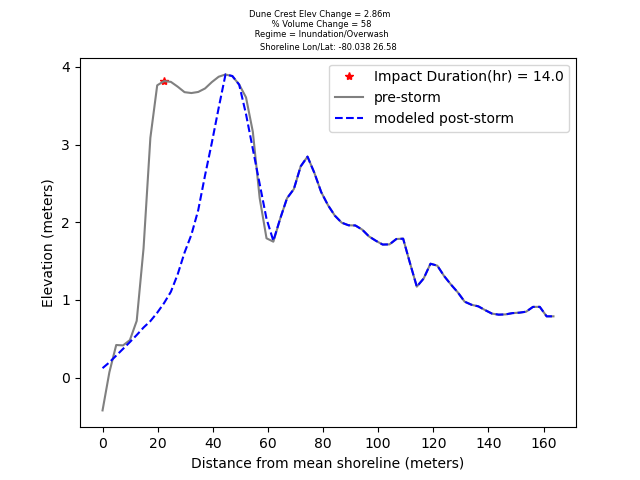 Dune Crest Elev Change = 2.86m
% Volume Change = 58
Regime = Inundation/Overwash
Shoreline Lon/Lat: -80.038 26.58
Impact Duration(hr) = 14.0
pre-storm
modeled post-storm
Elevation (meters)
4
3
2
1
0
0 20 40 60 80 100 120 140 160
Distance from mean shoreline (meters)